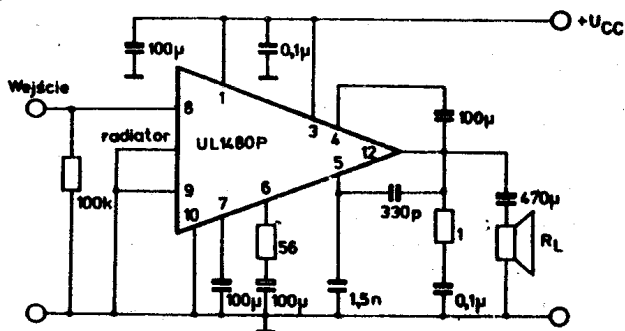 +U_CC
100µ
0,1µ
Wejście
8
1
3
4
100µ
radiator
UL1480P
12
5
100k
9
10
7
6
330p
470µ
56
1
R_L
100µ
100µ
1,5n
0,1µ